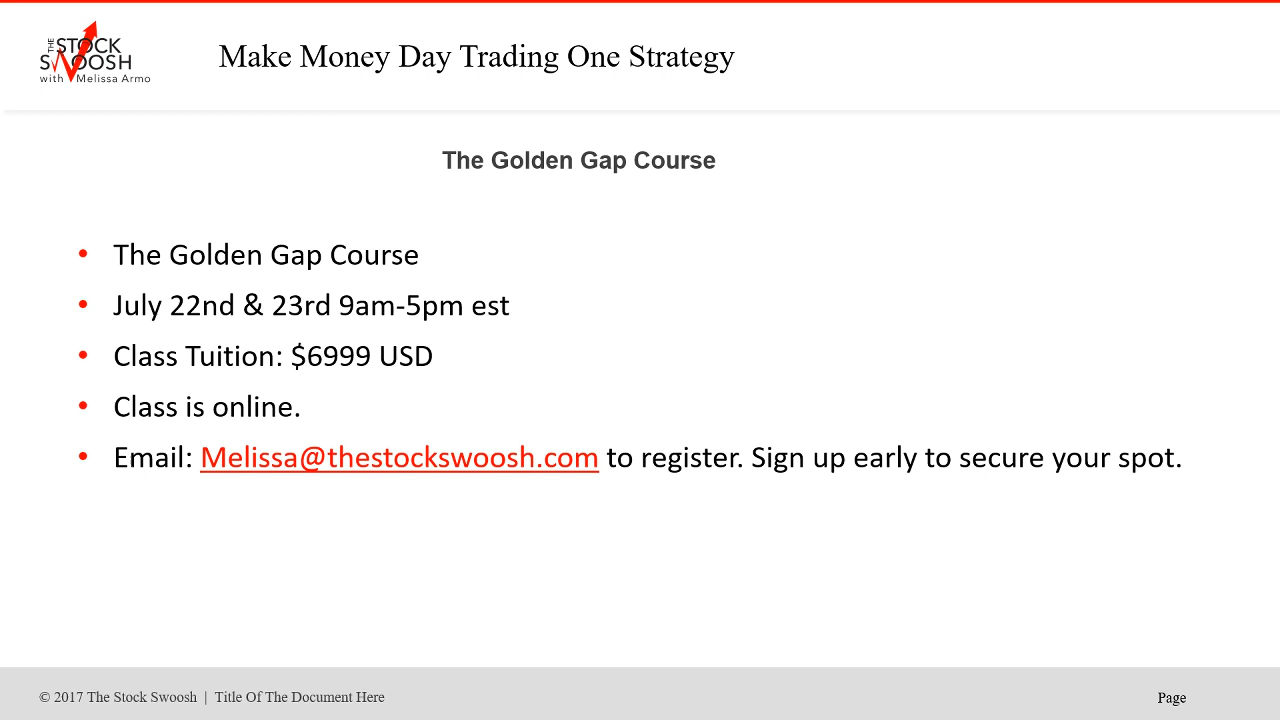 THE STOCK
SWOOSH
with Melissa Armo
Make Money Day Trading One Strategy
The Golden Gap Course
• The Golden Gap Course
• July 22nd & 23rd 9am-5pm est
• Class Tuition: $6999 USD
• Class is online.
• Email: Melissa@thestockswoosh.com to register. Sign up early to secure your spot.
© 2017 The Stock Swoosh | Title Of The Document Here
Page